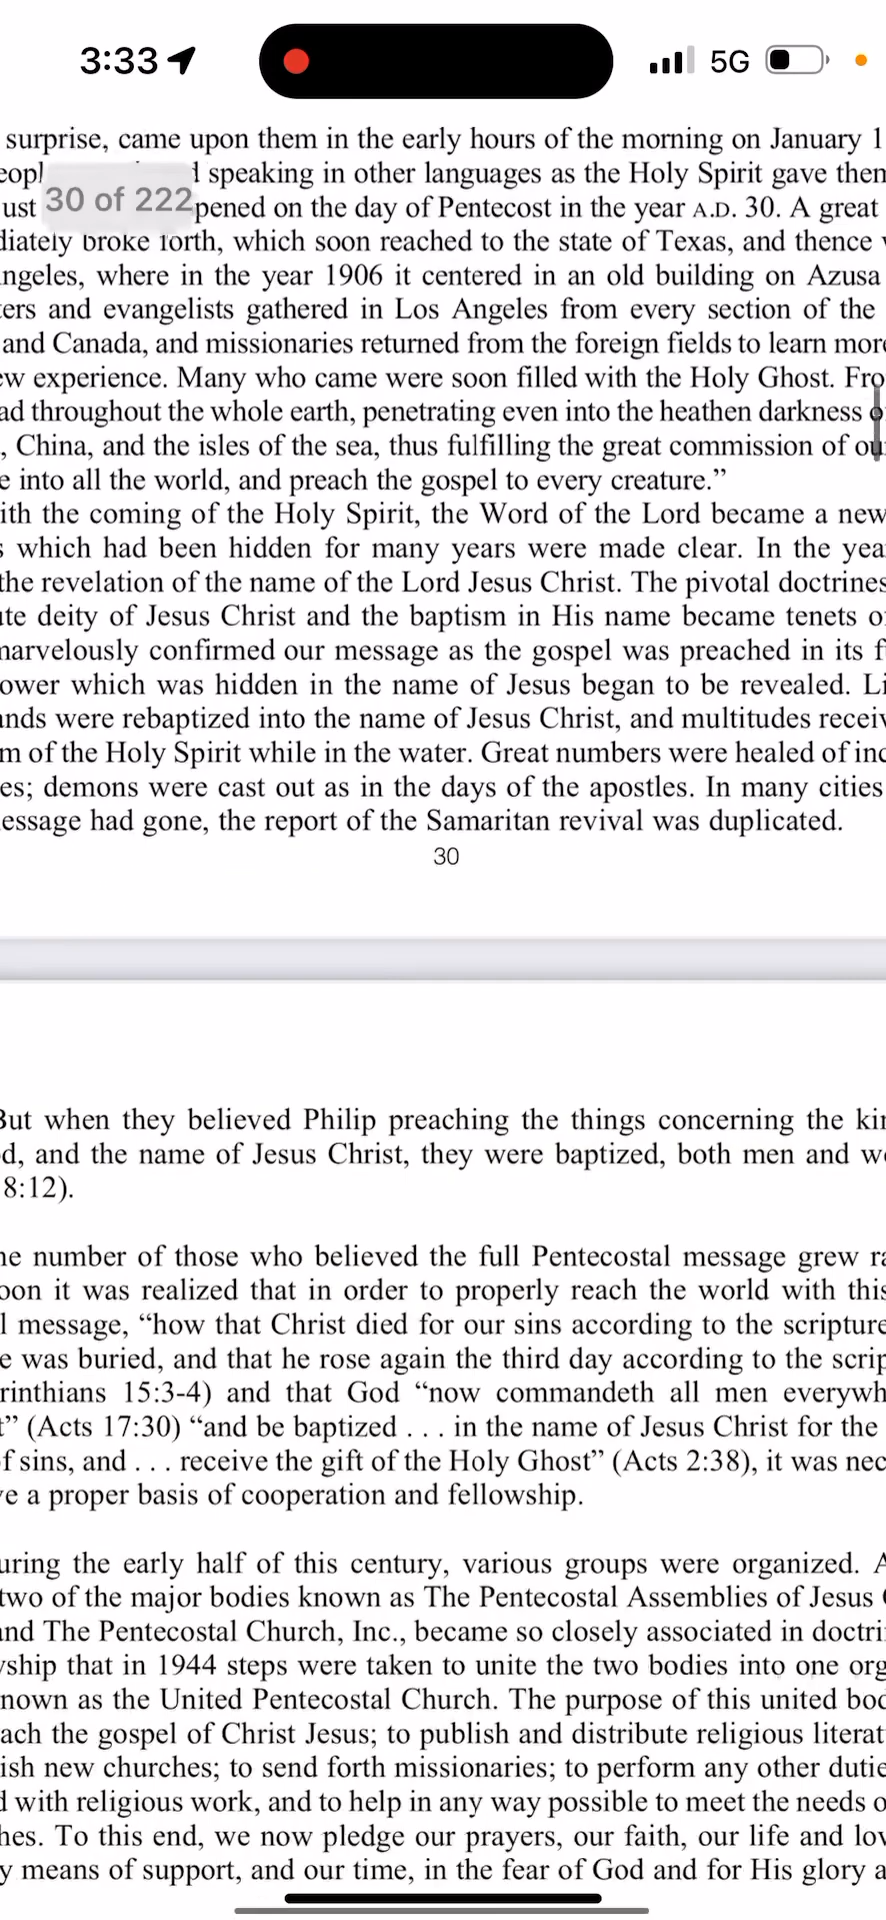 3:33
5G
surprise, came upon them in the early hours of the morning on January 1
speaking in other languages as the Holy Spirit gave them
ust
30 of 222
pened on the day of Pentecost in the year A.D. 30. A great
diately broke forth, which soon reached to the state of Texas, and thence
ngeles, where in the year 1906 it centered in an old building on Azusa
ers and evangelists gathered in Los Angeles from every section of the
and Canada, and missionaries returned from the foreign fields to learn more
ew experience. Many who came were soon filled with the Holy Ghost. Fro
ad throughout the whole earth, penetrating even into the heathen darkness o
, China, and the isles of the sea, thus fulfilling the great commission of our
e into all the world, and preach the gospel to every creature.”
ith the coming of the Holy Spirit, the Word of the Lord became a new
s which had been hidden for many years were made clear. In the yea
the revelation of the name of the Lord Jesus Christ. The pivotal doctrines
ute deity of Jesus Christ and the baptism in His name became tenets o
marvelously confirmed our message as the gospel was preached in its f
ower which was hidden in the name of Jesus began to be revealed. Li
ands were rebaptized into the name of Jesus Christ, and multitudes receiv
m of the Holy Spirit while in the water. Great numbers were healed of inc
es; demons were cast out as in the days of the apostles. In many cities
essage had gone, the report of the Samaritan revival was duplicated.
30
But when they believed Philip preaching the things concerning the kin
d, and the name of Jesus Christ, they were baptized, both men and wo
8:12).
he number of those who believed the full Pentecostal message grew ra
oon it was realized that in order to properly reach the world with this
l message, “how that Christ died for our sins according to the scripture
e was buried, and that he rose again the third day according to the scrip
rinthians 15:3-4) and that God “now commandeth all men everywh
t” (Acts 17:30) “and be baptized . . . in the name of Jesus Christ for the
f sins, and . . . receive the gift of the Holy Ghost” (Acts 2:38), it was nec
ve a proper basis of cooperation and fellowship.
uring the early half of this century, various groups were organized. A
two of the major bodies known as The Pentecostal Assemblies of Jesus C
and The Pentecostal Church, Inc., became so closely associated in doctri
wship that in 1944 steps were taken to unite the two bodies into one org
nown as the United Pentecostal Church. The purpose of this united bod
ach the gospel of Christ Jesus; to publish and distribute religious literat
ish new churches; to send forth missionaries; to perform any other dutie
d with religious work, and to help in any way possible to meet the needs o
hes. To this end, we now pledge our prayers, our faith, our life and lov
y means of support, and our time, in the fear of God and for His glory a